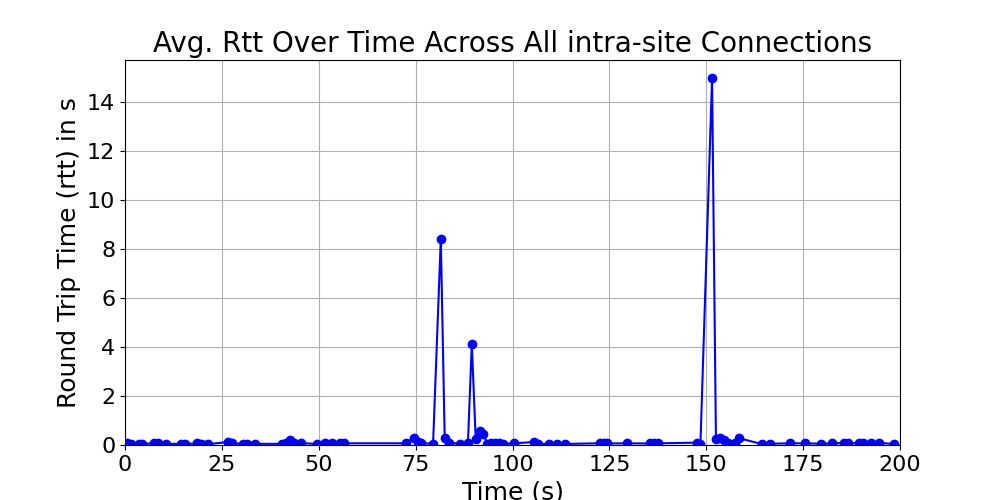 Avg. Rtt Over Time Across All intra-site Connections
Round Trip Time (rtt) in s
14
12
10
8
6
4
2
0
0 25 50 75 100 125 150 175 200
Time (s)